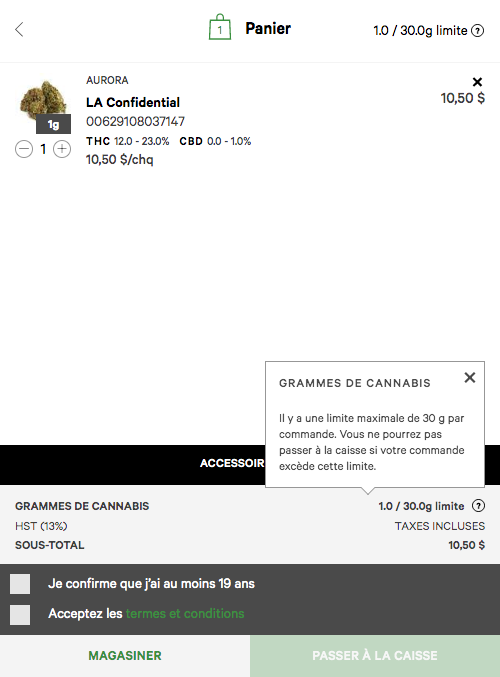 1
Panier
1.0 / 30.0g limite ?
AURORA
LA Confidential
10,50 $
00629108037147
1g
THC 12.0 - 23.0% CBD 0.0 - 1.0%
1
10,50 $/chq
GRAMMES DE CANNABIS
Il y a une limite maximale de 30 g par
commande. Vous ne pourrez pas
passer à la caisse si votre commande
excède cette limite.
ACCESSOIR
GRAMMES DE CANNABIS 1.0 / 30.0g limite ?
HST (13%) TAXES INCLUSES
SOUS-TOTAL 10,50 $
Je confirme que j'ai au moins 19 ans
Acceptez les termes et conditions
MAGASINER PASSER À LA CAISSE